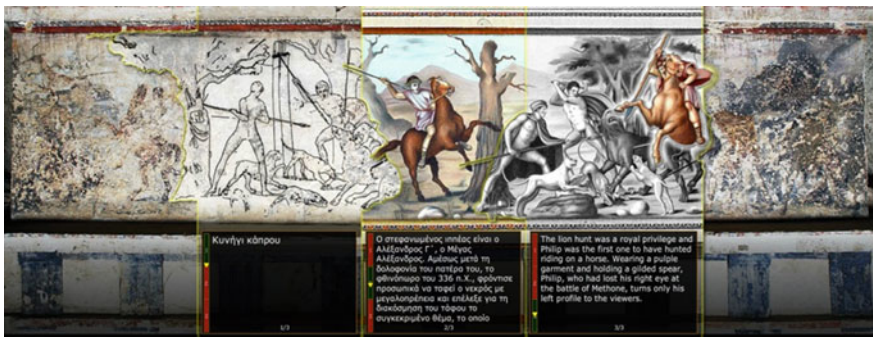 Κυνήγι κάπρου
1/3
Ο στεφανωμένος ιππέας είναι ο
Αλέξανδρος Γ΄, ο Μέγας
Αλέξανδρος. Αμέσως μετά τη
δολοφονία του πατέρα του, το
φθινόπωρο του 336 π.Χ., φρόντισε
προσωπικά να ταφεί ο νεκρός με
μεγαλοπρέπεια και επέλεξε για τη
διακόσμηση του τάφου το
συγκεκριμένο θέμα, το οποίο
2/3
The lion hunt was a royal privilege and
Philip was the first one to have hunted
riding on a horse. Wearing a pulple
garment and holding a gilded spear,
Philip, who had lost his right eye at
the battle of Methone, turns only his
left profile to the viewers.
3/3